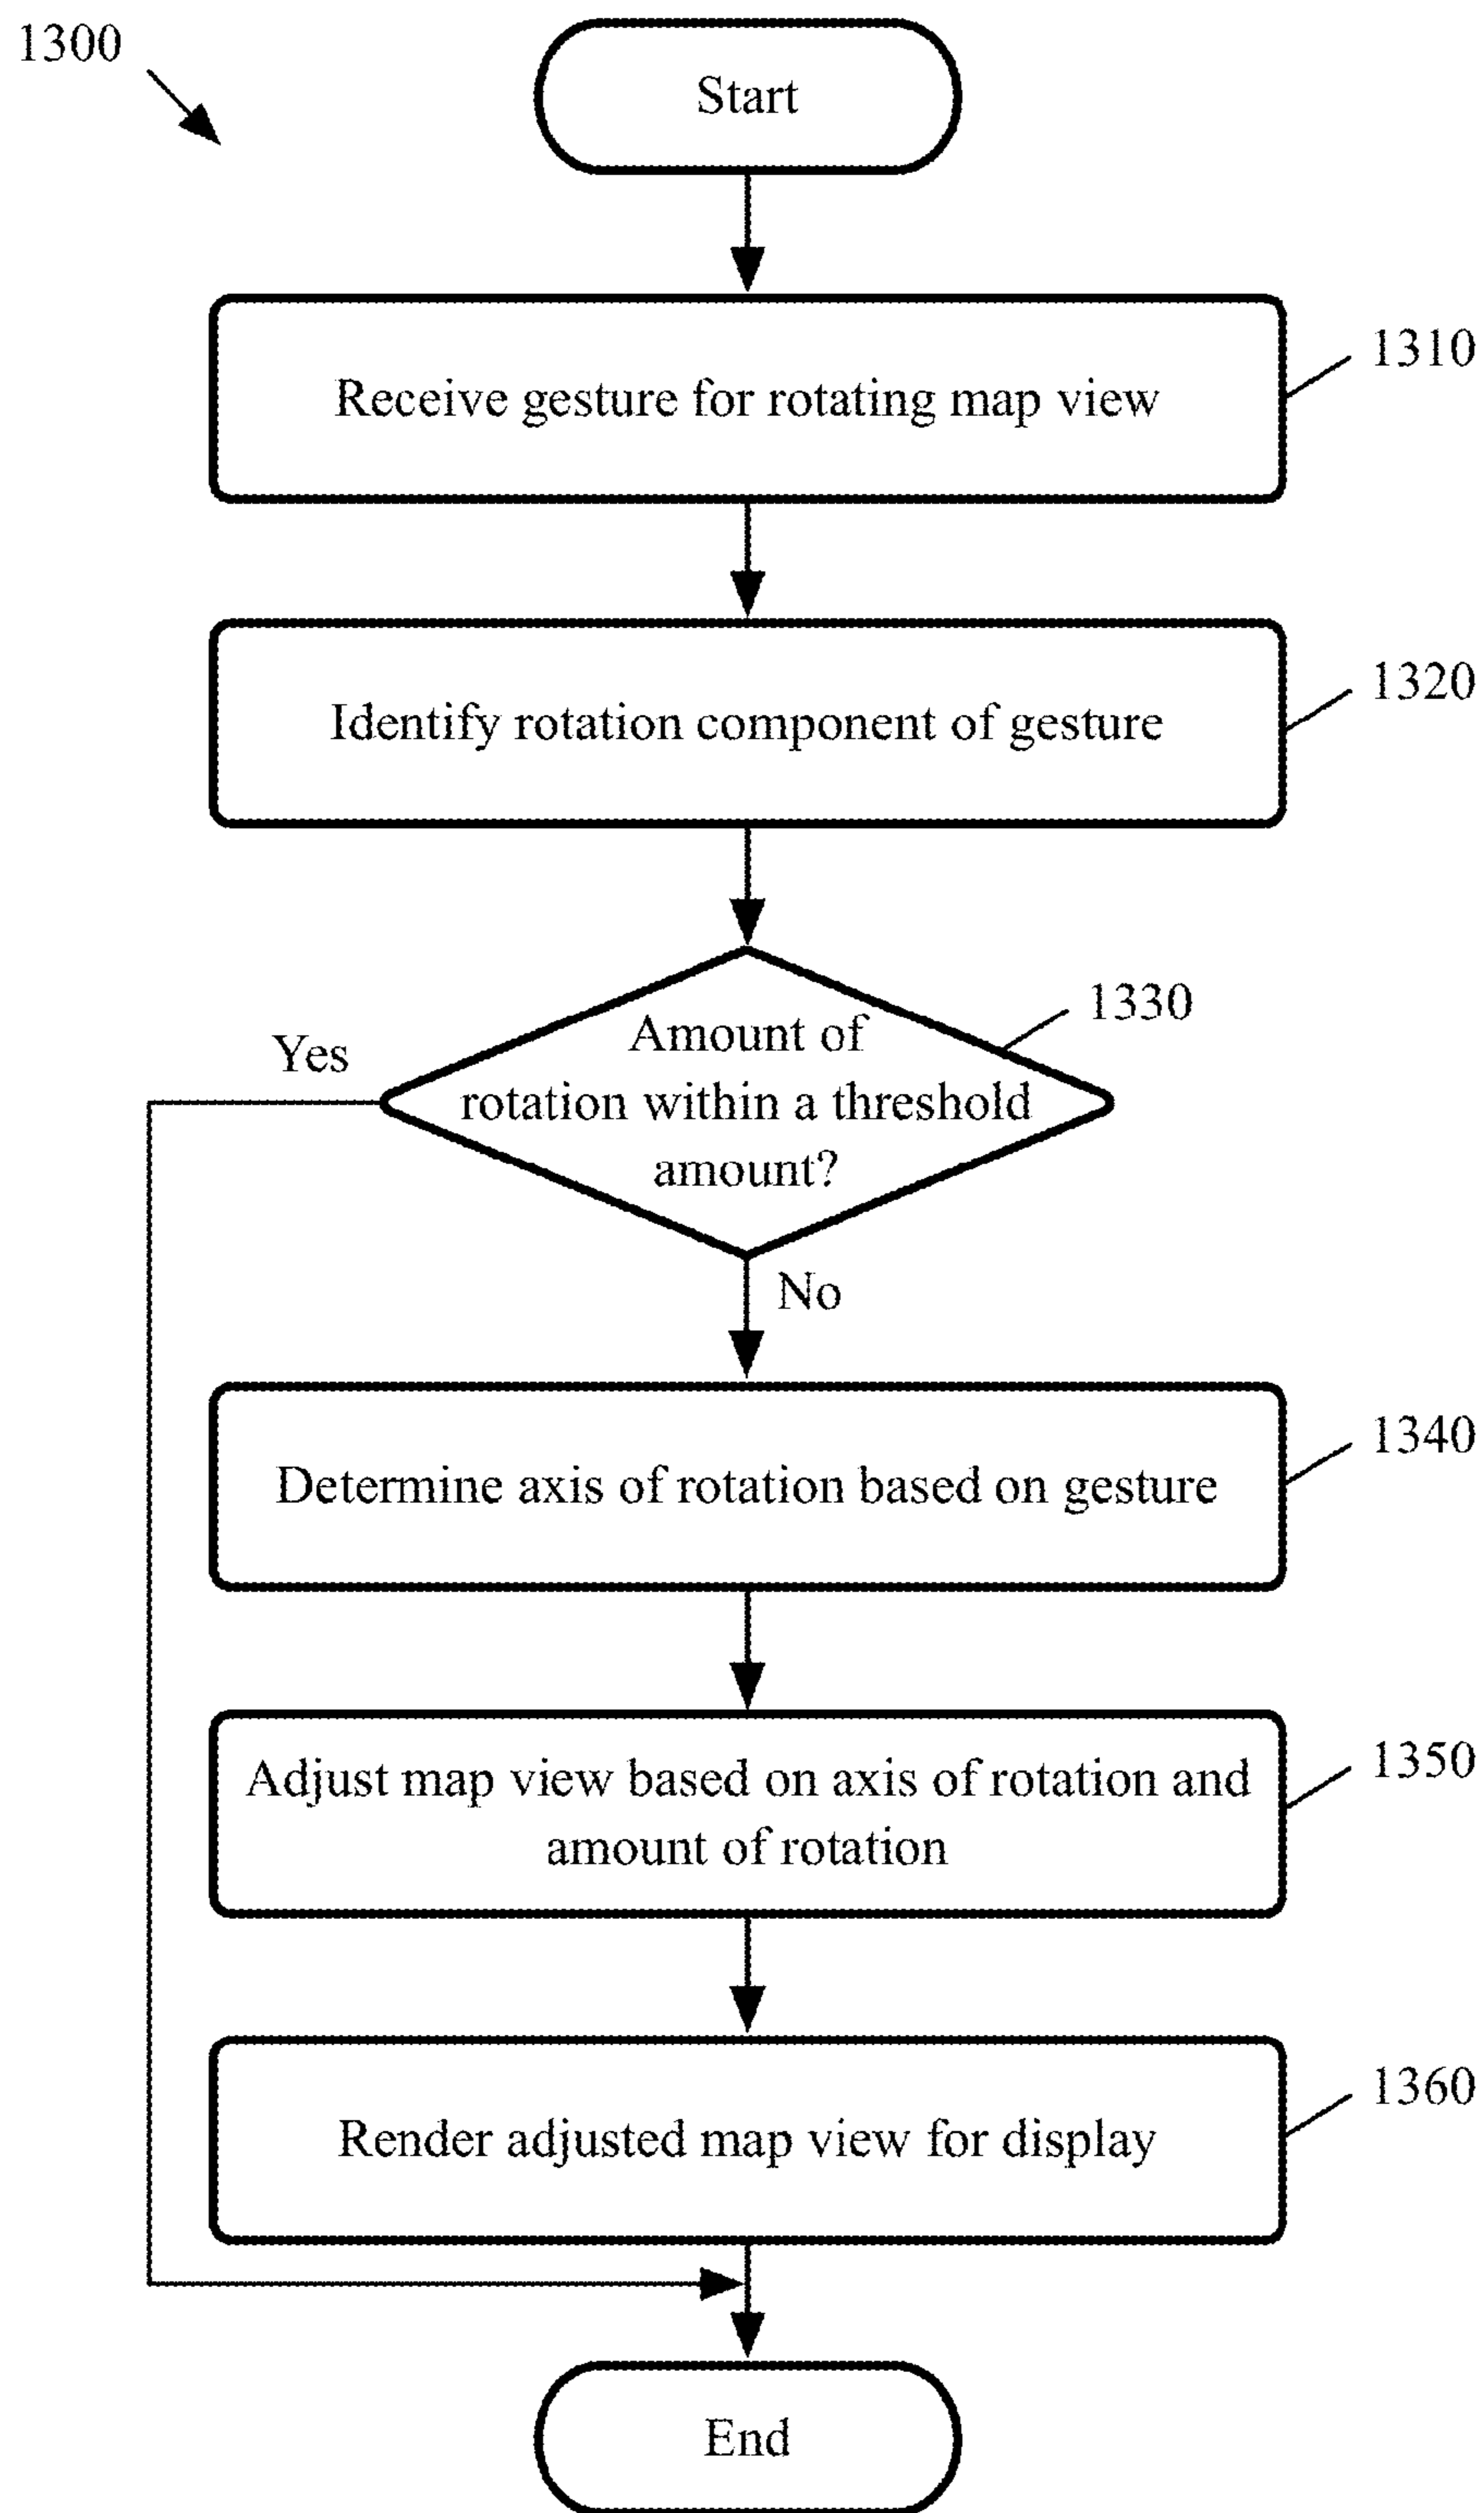 1300
Start
Receive gesture for rotating map view
1310
Identify rotation component of gesture
1320
Amount of
rotation within a threshold
amount?
1330
Yes
No
Determine axis of rotation based on gesture
1340
Adjust map view based on axis of rotation and
amount of rotation
1350
Render adjusted map view for display
1360
End